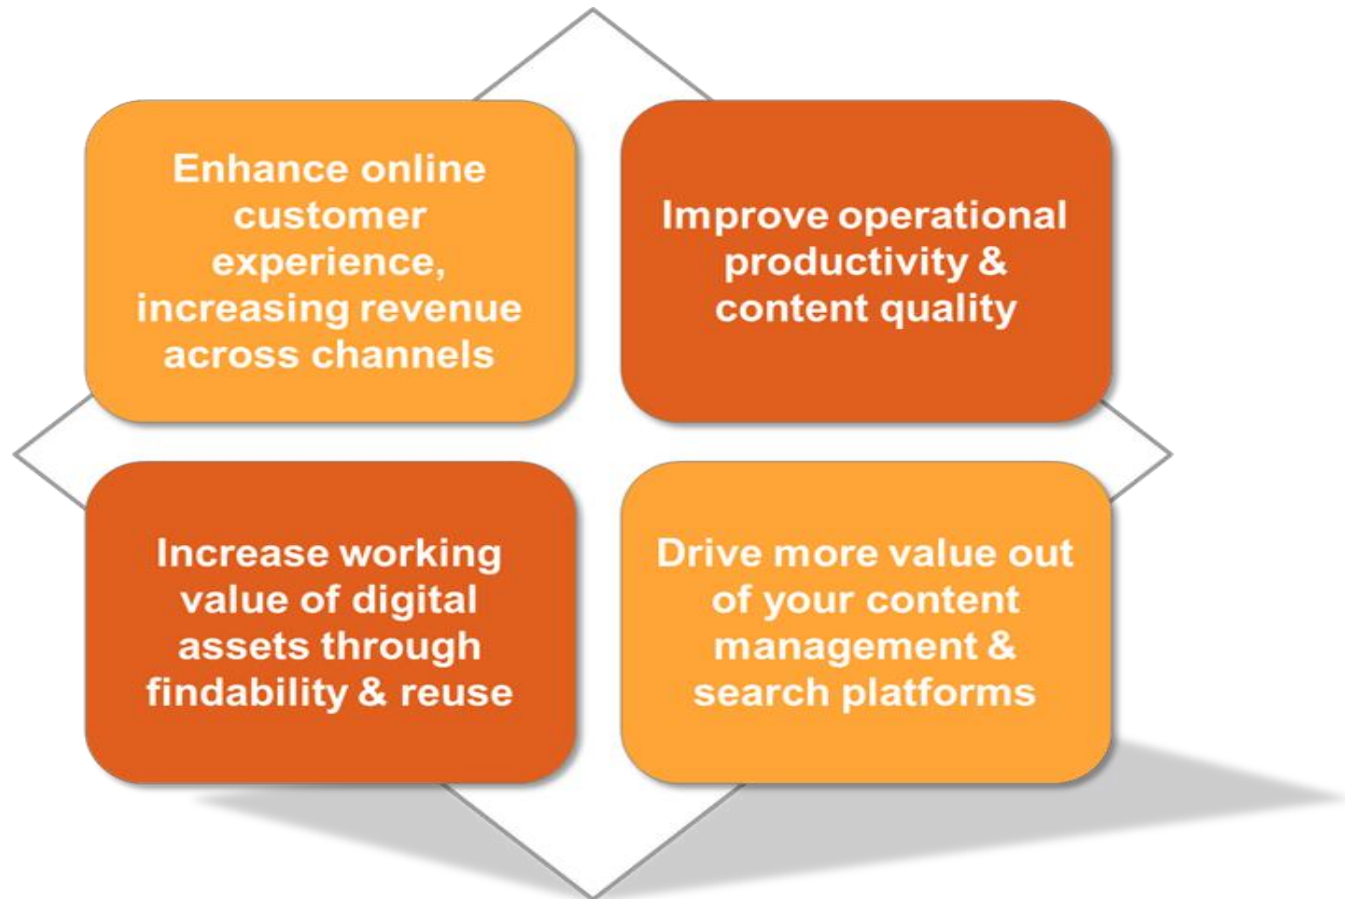 Enhance online
customer
experience,
increasing revenue
across channels
Improve operational
productivity &
content quality
Increase working
value of digital
assets through
findability & reuse
Drive more value out
of your content
management &
search platforms